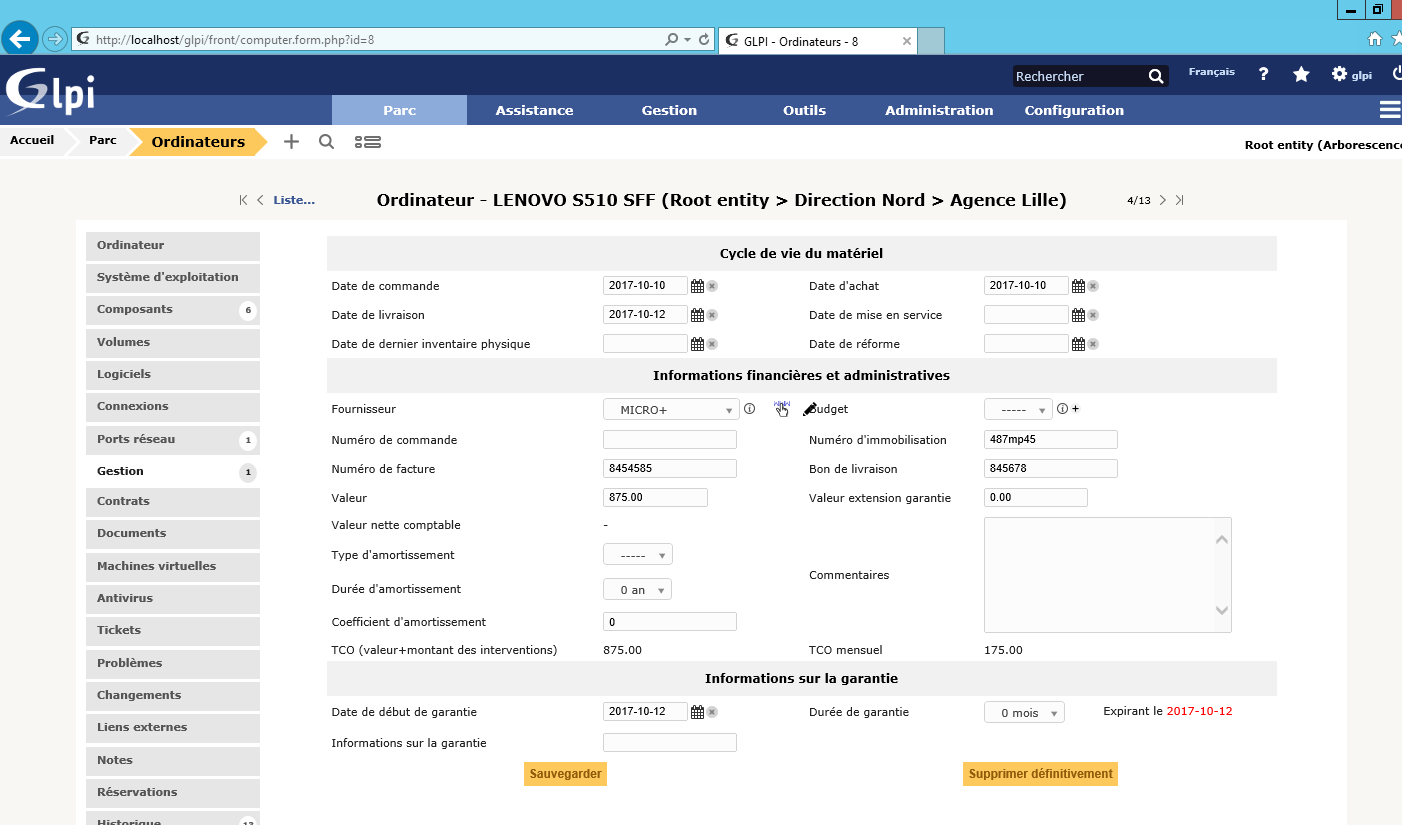 http://localhost/glpi/front/computer.form.php?id=8
GLPI - Ordinateurs - 8
Glpi
Rechercher
Français
?
glpi
Parc Assistance Gestion Outils Administration Configuration
Accueil Parc Ordinateurs
Root entity (Arborescence
Liste...
Ordinateur - LENOVO S510 SFF (Root entity > Direction Nord > Agence Lille)
4/13
Ordinateur
Système d'exploitation
Composants 6
Volumes
Logiciels
Connexions
Ports réseau 1
Gestion 1
Contrats
Documents
Machines virtuelles
Antivirus
Tickets
Problèmes
Changements
Liens externes
Notes
Réservations
Historique 13
Cycle de vie du matériel
Date de commande 2017-10-10 Date d'achat 2017-10-10
Date de livraison 2017-10-12 Date de mise en service
Date de dernier inventaire physique Date de réforme
Informations financières et administratives
Fournisseur MICRO+ Budget -----
Numéro de commande Numéro d'immobilisation 487mp45
Numéro de facture 8454585 Bon de livraison 845678
Valeur 875.00 Valeur extension garantie 0.00
Valeur nette comptable -
Type d'amortissement -----
Commentaires
Durée d'amortissement 0 an
Coefficient d'amortissement 0
TCO (valeur+montant des interventions) 875.00 TCO mensuel 175.00
Informations sur la garantie
Date de début de garantie 2017-10-12 Durée de garantie 0 mois Expirant le 2017-10-12
Informations sur la garantie
Sauvegarder Supprimer définitivement